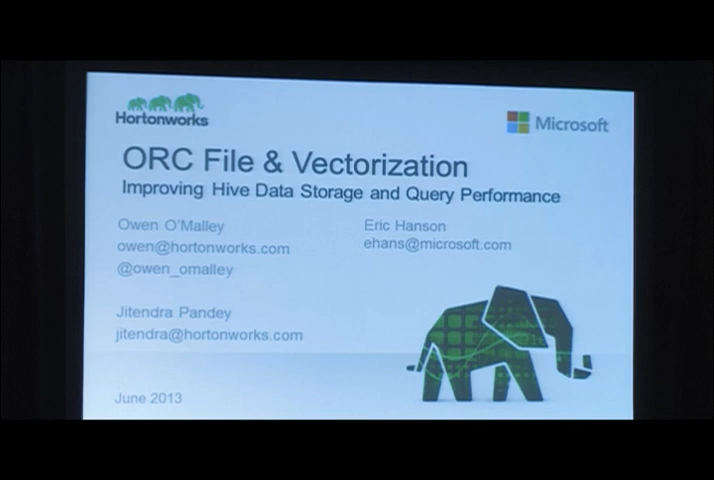 Hortonworks
Microsoft
ORC File & Vectorization
Improving Hive Data Storage and Query Performance
Owen O'Malley
owen@hortonworks.com
@owen_omalley
Eric Hanson
ehans@microsoft.com
Jitendra Pandey
jitendra@hortonworks.com
June 2013